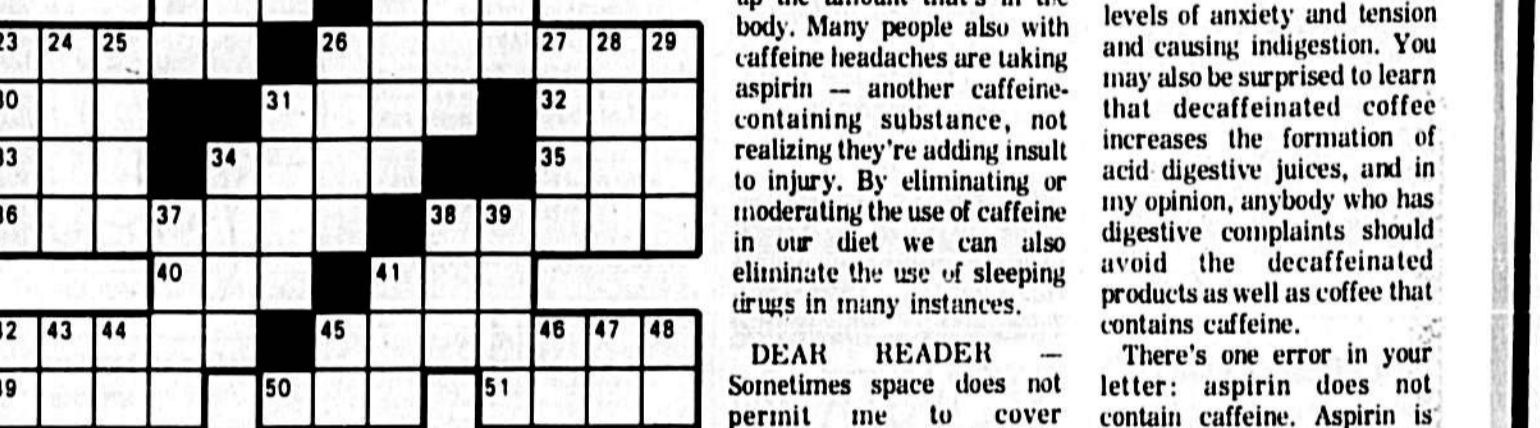 23 24 25 26 27 28 29
30 31 32
33 34 35
36 37 38 39
40 41
42 43 44 45 46 47 48
49 50 51
up the amount that's in the
body. Many people also with
caffeine headaches are taking
aspirin — another caffeine-
containing substance, not
realizing they're adding insult
to injury. By eliminating or
moderating the use of caffeine
in our diet we can also
eliminate the use of sleeping
drugs in many instances.
DEAR READER —
Sometimes space does not
permit me to cover
levels of anxiety and tension
and causing indigestion. You
may also be surprised to learn
that decaffeinated coffee
increases the formation of
acid digestive juices, and in
my opinion, anybody who has
digestive complaints should
avoid the decaffeinated
products as well as coffee that
contains caffeine.
There's one error in your
letter: aspirin does not
contain caffeine. Aspirin is